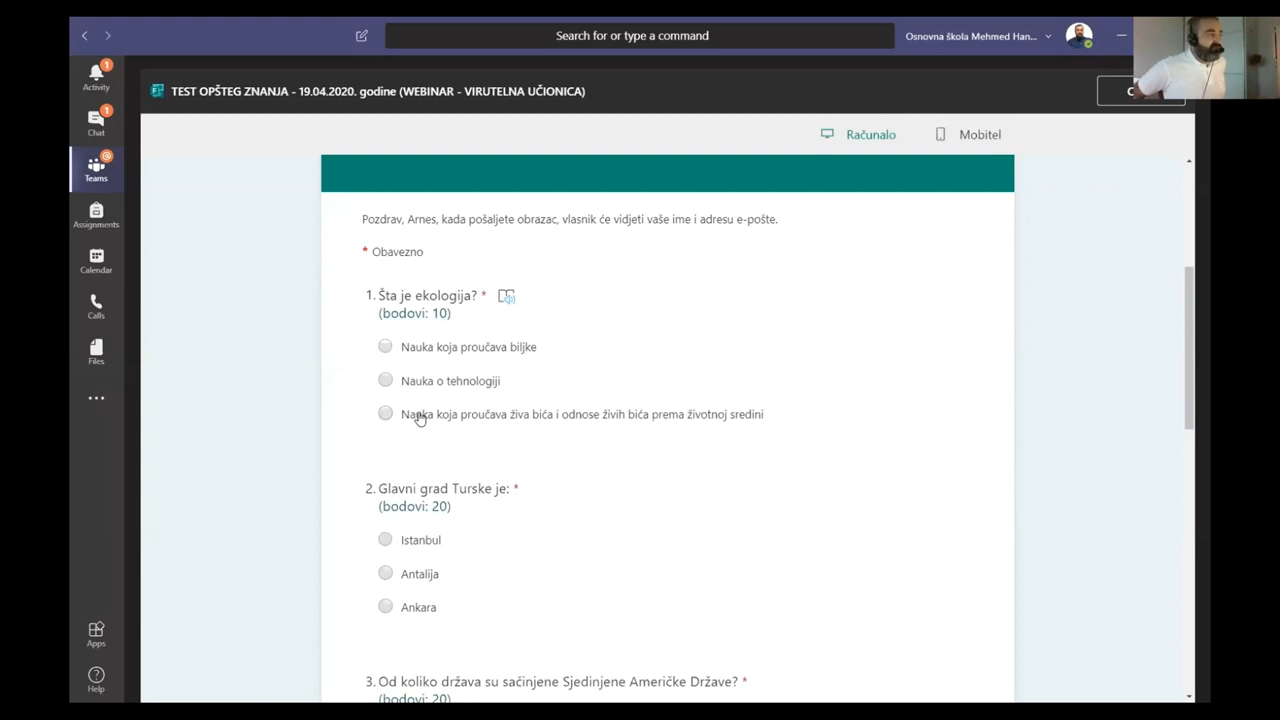 Search for or type a command
Osnovna škola Mehmed Han...
1
Activity
TEST OPŠTEG ZNANJA - 19.04.2020. godine (WEBINAR - VIRUTELNA UČIONICA)
1
Chat
Računalo
Mobitel
Teams
Assignments
Pozdrav, Arnes, kada pošaljete obrazac, vlasnik će vidjeti vaše ime i adresu e-pošte.
* Obavezno
Calendar
1. Šta je ekologija? *
(bodovi: 10)
Calls
Nauka koja proučava biljke
Files
Nauka o tehnologiji
Nauka koja proučava živa bića i odnose živih bića prema životnoj sredini
2. Glavni grad Turske je: *
(bodovi: 20)
Istanbul
Antalija
Ankara
Apps
3. Od koliko država su sačinjene Sjedinjene Američke Države? *
Help
(bodovi: 20)